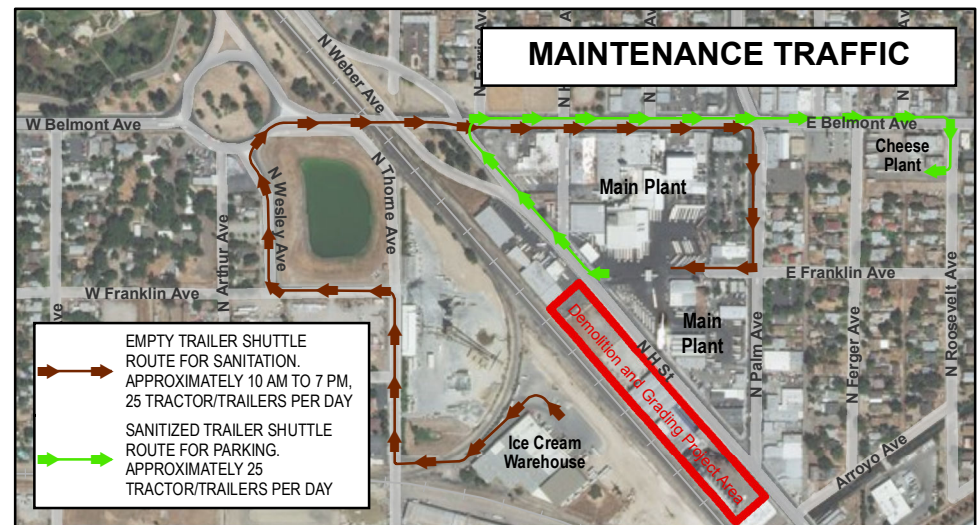 MAINTENANCE TRAFFIC
N Weber Ave
W Belmont Ave
E Belmont Ave
Cheese
Plant
Main Plant
N Thorne Ave
N Wesley Ave
N Arthur Ave
W Franklin Ave
E Franklin Ave
Main
Plant
N H St
N Palm Ave
N Ferger Ave
N Roosevelt Ave
Arroyo Ave
Demolition and Grading Project Area
Ice Cream
Warehouse
EMPTY TRAILER SHUTTLE
ROUTE FOR SANITATION.
APPROXIMATELY 10 AM TO 7 PM,
25 TRACTOR/TRAILERS PER DAY
SANITIZED TRAILER SHUTTLE
ROUTE FOR PARKING.
APPROXIMATELY 25
TRACTOR/TRAILERS PER DAY